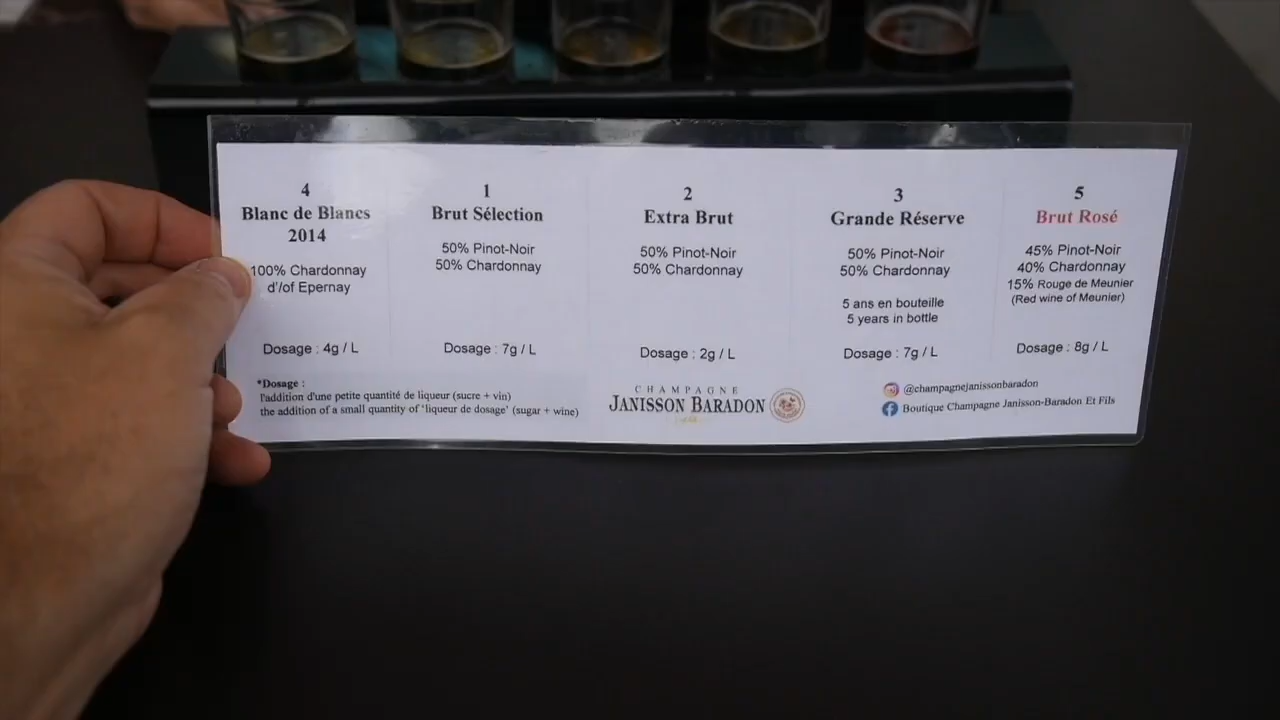 4
Blanc de Blancs
2014
100% Chardonnay
d'/of Epernay
Dosage : 4g / L
1
Brut Sélection
50% Pinot-Noir
50% Chardonnay
Dosage : 7g / L
2
Extra Brut
50% Pinot-Noir
50% Chardonnay
Dosage : 2g / L
3
Grande Réserve
50% Pinot-Noir
50% Chardonnay
5 ans en bouteille
5 years in bottle
Dosage : 7g / L
5
Brut Rosé
45% Pinot-Noir
40% Chardonnay
15% Rouge de Meunier
(Red wine of Meunier)
Dosage : 8g / L
*Dosage :
l'addition d'une petite quantité de liqueur (sucre + vin)
the addition of a small quantity of 'liqueur de dosage' (sugar + wine)
CHAMPAGNE
JANISSON BARADON
@champagnejanissonbaradon
Boutique Champagne Janisson-Baradon Et Fils